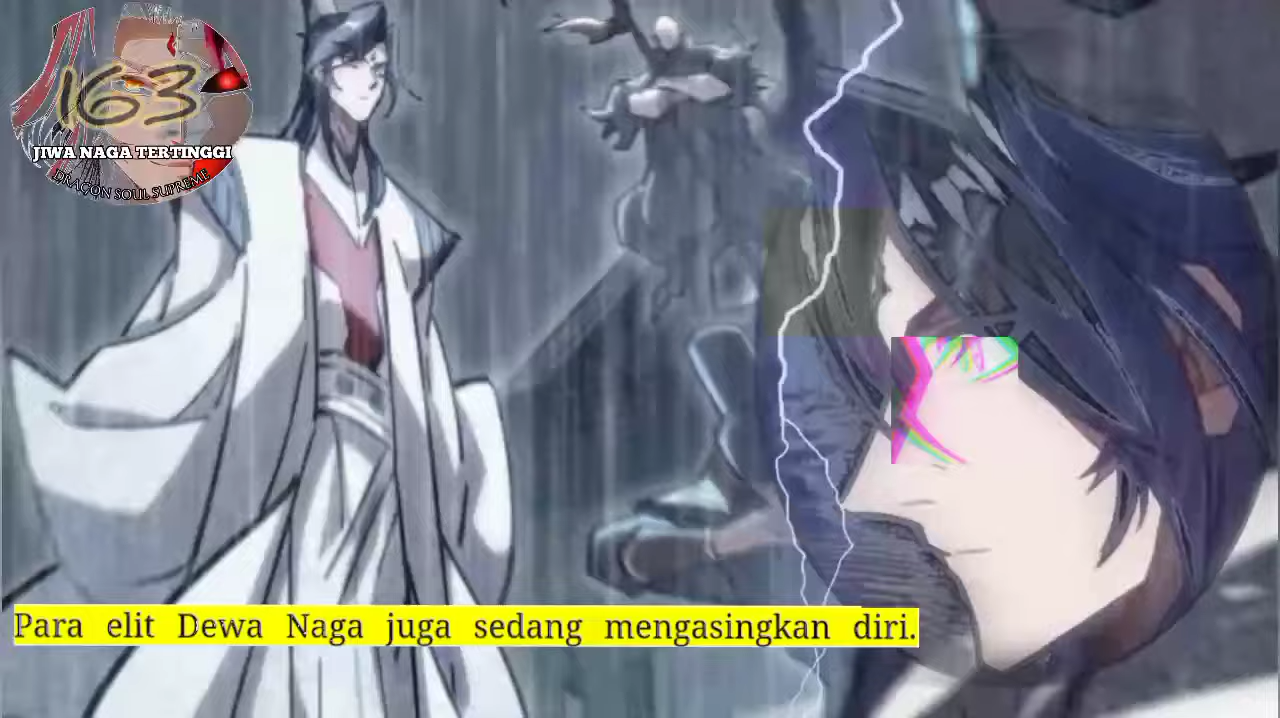 163
JIWA NAGA TERTINGGI
DRAGON SOUL SUPREME
Para elit Dewa Naga juga sedang mengasingkan diri.